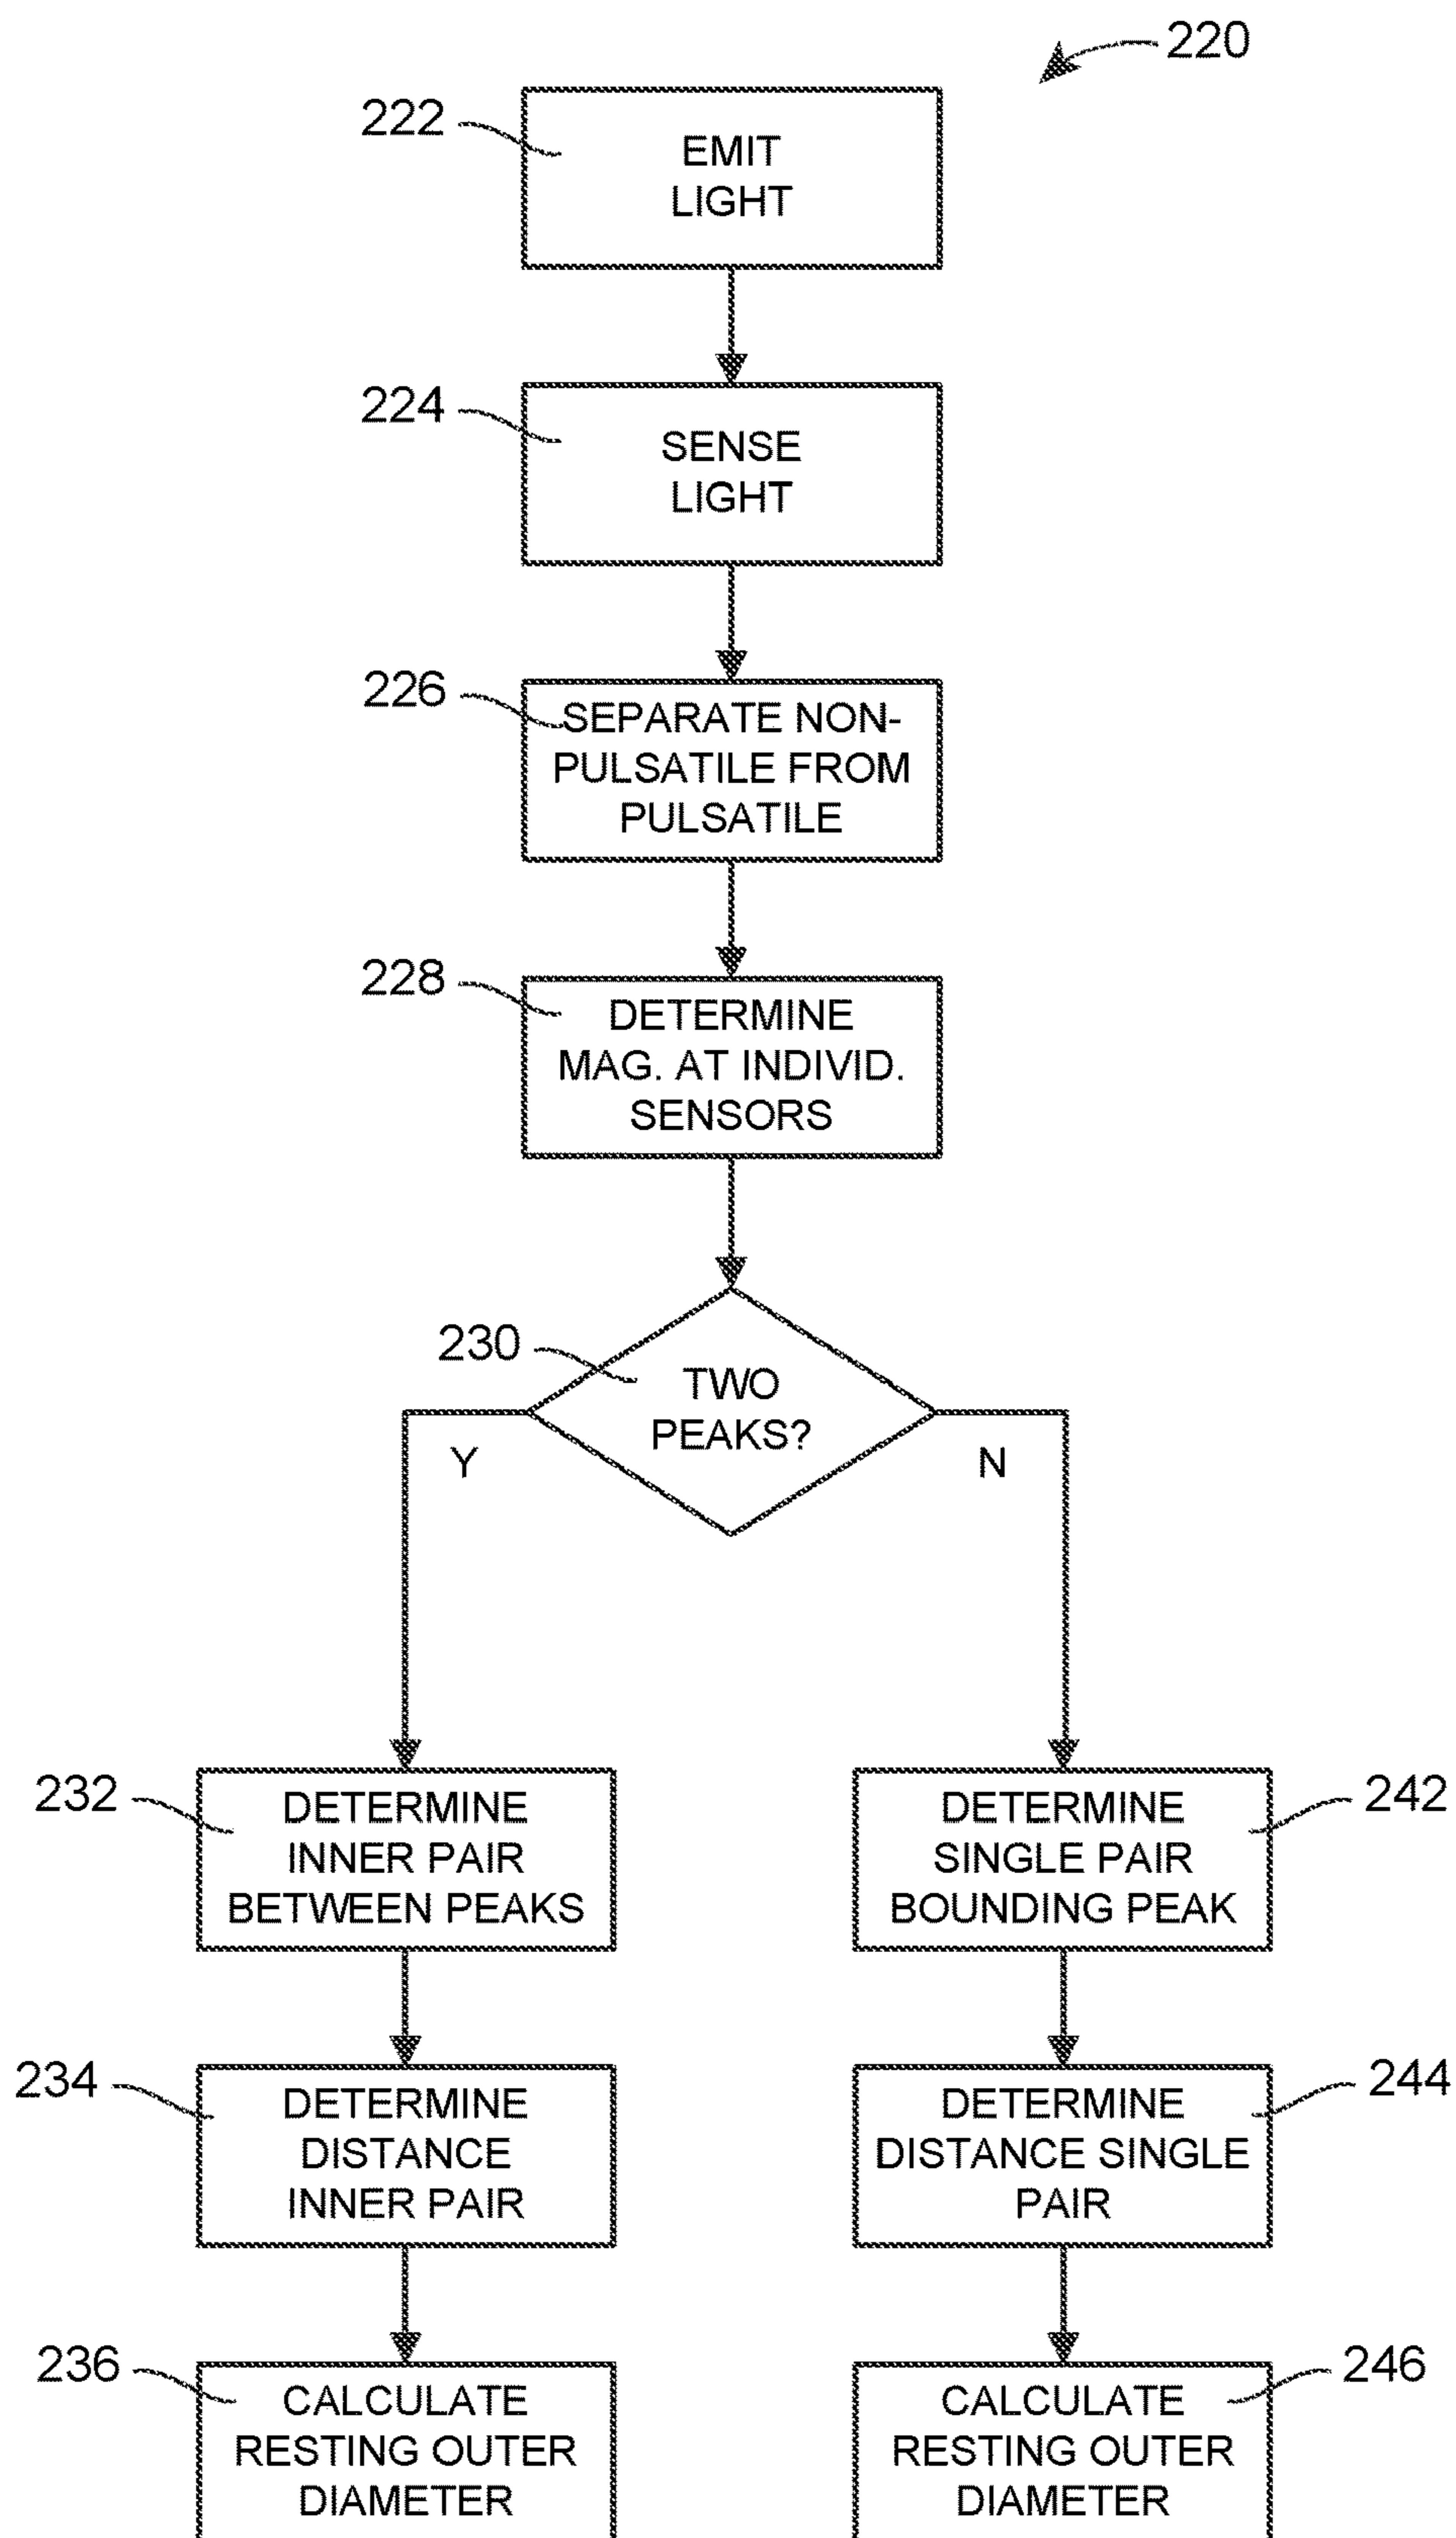 220
222
EMIT
LIGHT
224
SENSE
LIGHT
226
SEPARATE NON-
PULSATILE FROM
PULSATILE
228
DETERMINE
MAG. AT INDIVID.
SENSORS
230
TWO
PEAKS?
Y
N
232
DETERMINE
INNER PAIR
BETWEEN PEAKS
242
DETERMINE
SINGLE PAIR
BOUNDING PEAK
234
DETERMINE
DISTANCE
INNER PAIR
244
DETERMINE
DISTANCE SINGLE
PAIR
236
CALCULATE
RESTING OUTER
DIAMETER
246
CALCULATE
RESTING OUTER
DIAMETER